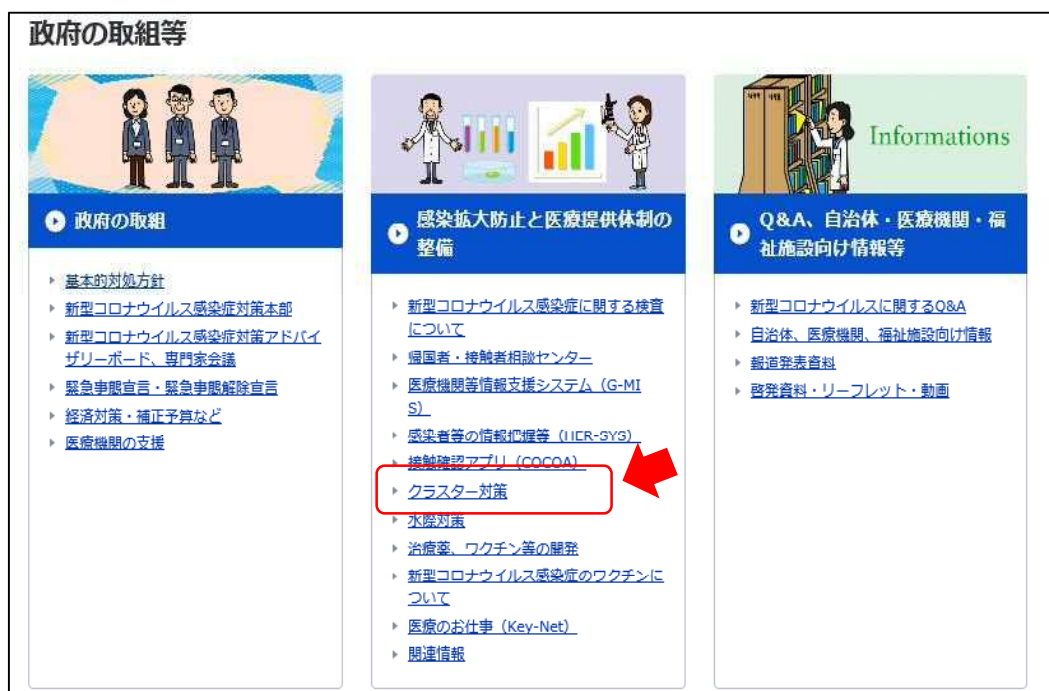 政府の取組等
政府の取組
基本的対処方針
新型コロナウイルス感染症対策本部
新型コロナウイルス感染症対策アドバイ
ザリーボード、専門家会議
緊急事態宣言・緊急事態解除宣言
経済対策・補正予算など
医療機関の支援
感染拡大防止と医療提供体制の
整備
新型コロナウイルス感染症に関する検査
について
帰国者・接触者相談センター
医療機関等情報支援システム（G-MI
S）
感染者等の情報把握等（HER-SYS）
接触確認アプリ（COCOA）
クラスター対策
水際対策
治療薬、ワクチン等の開発
新型コロナウイルス感染症のワクチンに
ついて
医療のお仕事（Key-Net）
関連情報
Informations
Q&A、自治体・医療機関・福
祉施設向け情報等
新型コロナウイルスに関するQ&A
自治体、医療機関、福祉施設向け情報
報道発表資料
啓発資料・リーフレット・動画